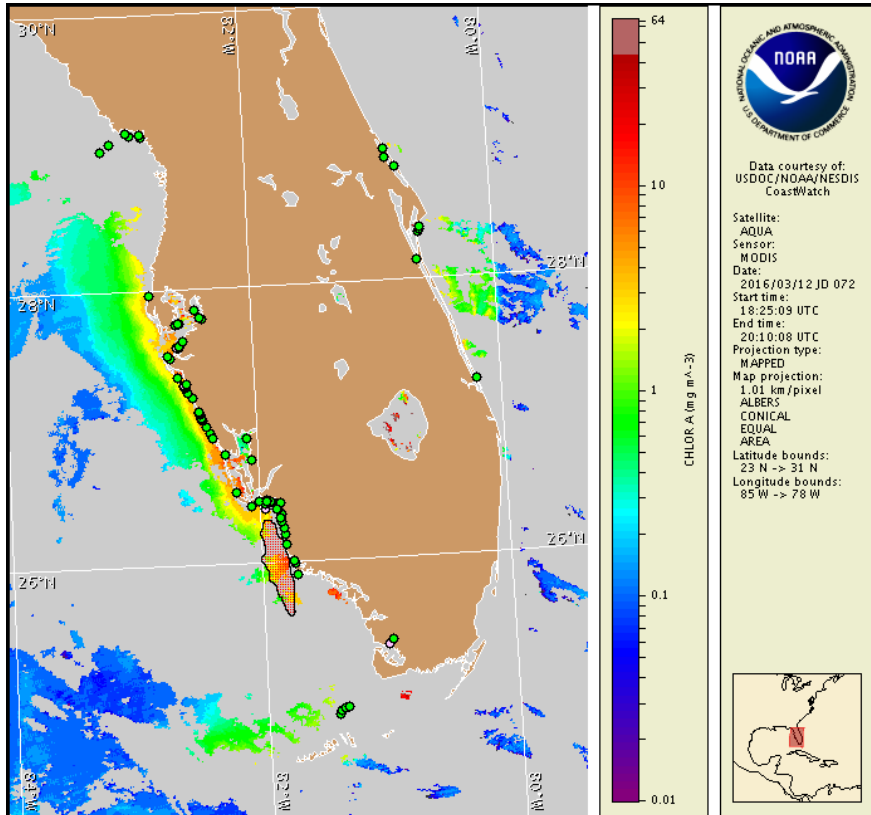 30°N
82°W
80°W
28°N
28°N
26°N
26°N
84°W
82°W
80°W
64
10
1
0.1
0.01
CHLOR A (mg m^-3)
NATIONAL OCEANIC AND ATMOSPHERIC ADMINISTRATION
NOAA
U.S. DEPARTMENT OF COMMERCE
Data courtesy of:
USDOC/NOAA/NESDIS
CoastWatch
Satellite:
AQUA
Sensor:
MODIS
Date:
2016/03/12 JD 072
Start time:
18:25:09 UTC
End time:
20:10:08 UTC
Projection type:
MAPPED
Map projection:
1.01 km/pixel
ALBERS
CONICAL
EQUAL
AREA
Latitude bounds:
23 N -> 31 N
Longitude bounds:
85 W -> 78 W